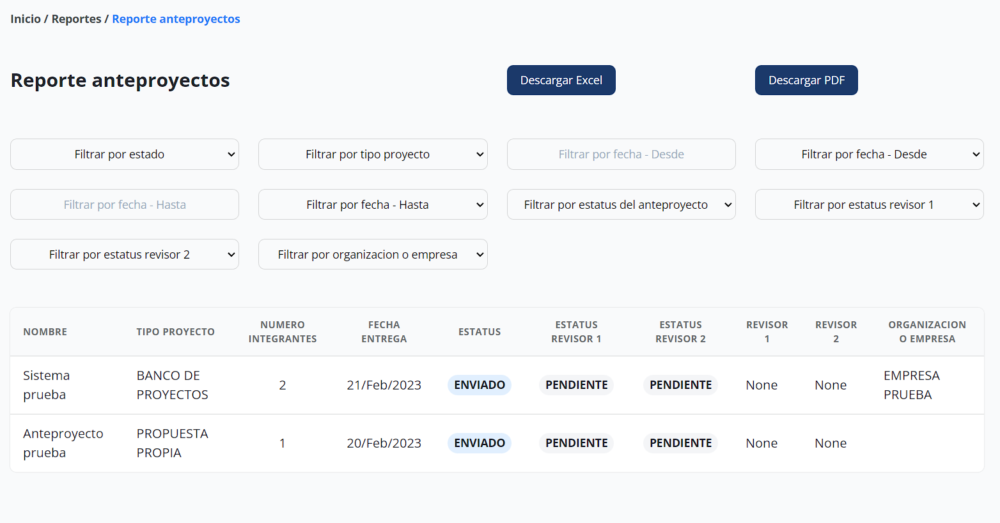 Inicio / Reportes / Reporte anteproyectos
Reporte anteproyectos
Descargar Excel
Descargar PDF
Filtrar por estado
Filtrar por tipo proyecto
Filtrar por fecha - Desde
Filtrar por fecha - Desde
Filtrar por fecha - Hasta
Filtrar por fecha - Hasta
Filtrar por estatus del anteproyecto
Filtrar por estatus revisor 1
Filtrar por estatus revisor 2
Filtrar por organizacion o empresa
NOMBRE
TIPO PROYECTO
NUMERO
INTEGRANTES
FECHA
ENTREGA
ESTATUS
ESTATUS
REVISOR 1
ESTATUS
REVISOR 2
REVISOR
1
REVISOR
2
ORGANIZACION
O EMPRESA
Sistema
prueba
BANCO DE
PROYECTOS
2
21/Feb/2023
ENVIADO
PENDIENTE
PENDIENTE
None
None
EMPRESA
PRUEBA
Anteproyecto
prueba
PROPUESTA
PROPIA
1
20/Feb/2023
ENVIADO
PENDIENTE
PENDIENTE
None
None